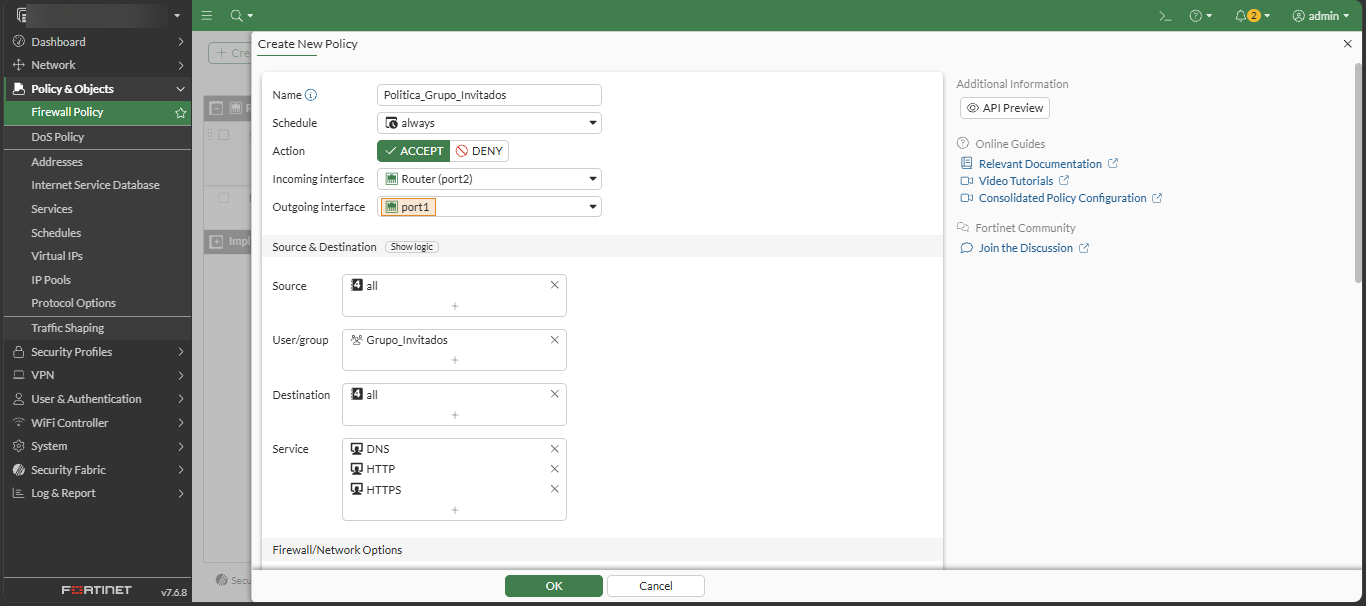 2
admin
Dashboard
Network
Policy & Objects
Firewall Policy
DoS Policy
Addresses
Internet Service Database
Services
Schedules
Virtual IPs
IP Pools
Protocol Options
Traffic Shaping
Security Profiles
VPN
User & Authentication
WiFi Controller
System
Security Fabric
Log & Report
FORTINET
v7.6.8
Create New Policy
Name
Politica_Grupo_Invitados
Schedule
always
Action
ACCEPT DENY
Incoming interface
Router (port2)
Outgoing interface
port1
Source & Destination Show logic
Source
4 all
User/group
Grupo_Invitados
Destination
4 all
Service
DNS
HTTP
HTTPS
Firewall/Network Options
OK
Cancel
Additional Information
API Preview
Online Guides
Relevant Documentation
Video Tutorials
Consolidated Policy Configuration
Fortinet Community
Join the Discussion